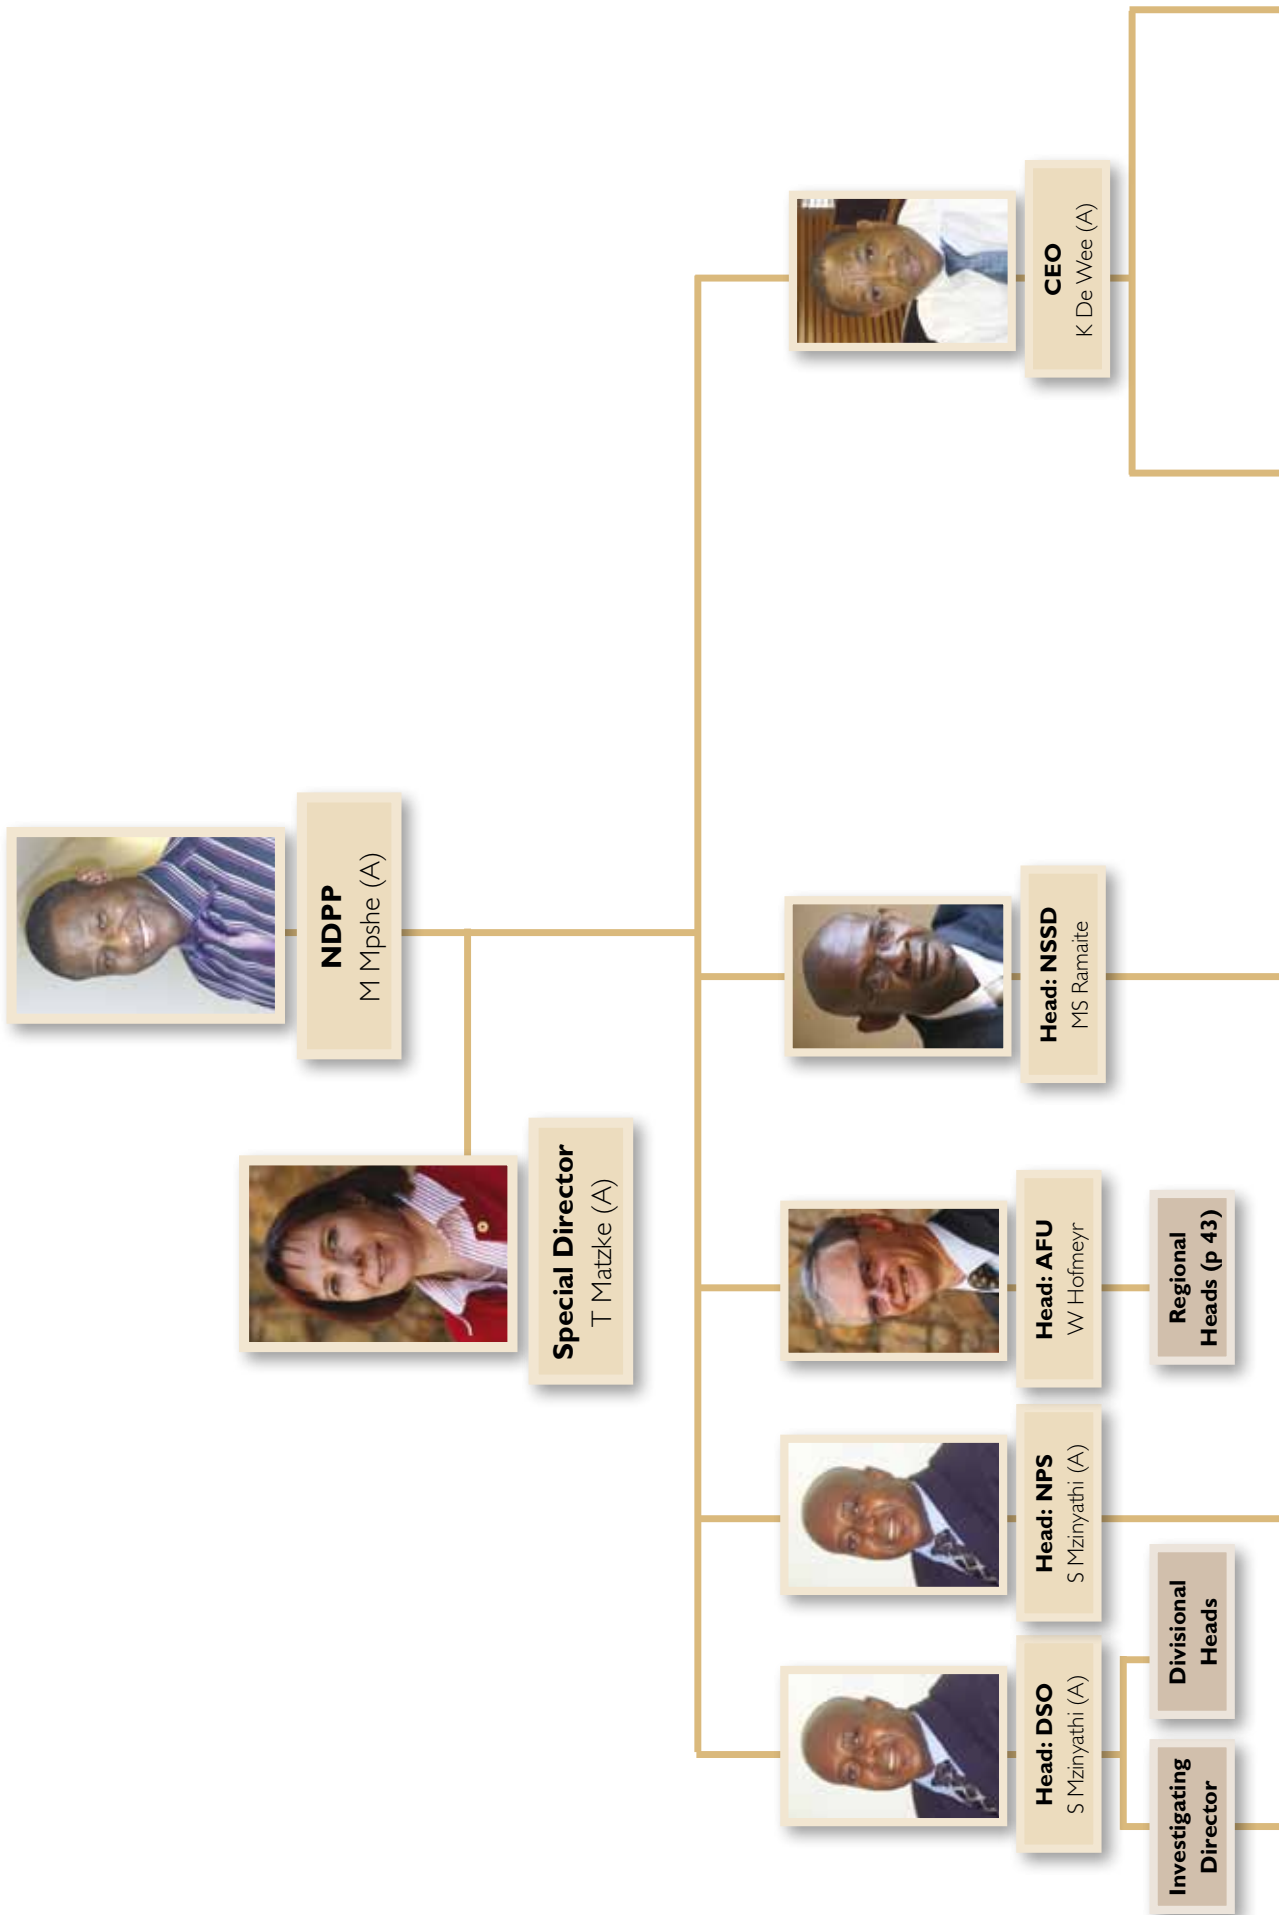 NDPP
M Mpshe (A)
Special Director
T Matzke (A)
Head: DSO
S Mzinyathi (A)
Head: NPS
S Mzinyathi (A)
Head: AFU
W Hofmeyr
Head: NSSD
MS Ramaite
CEO
K De Wee (A)
Investigating
Director
Divisional
Heads
Regional
Heads (p 43)